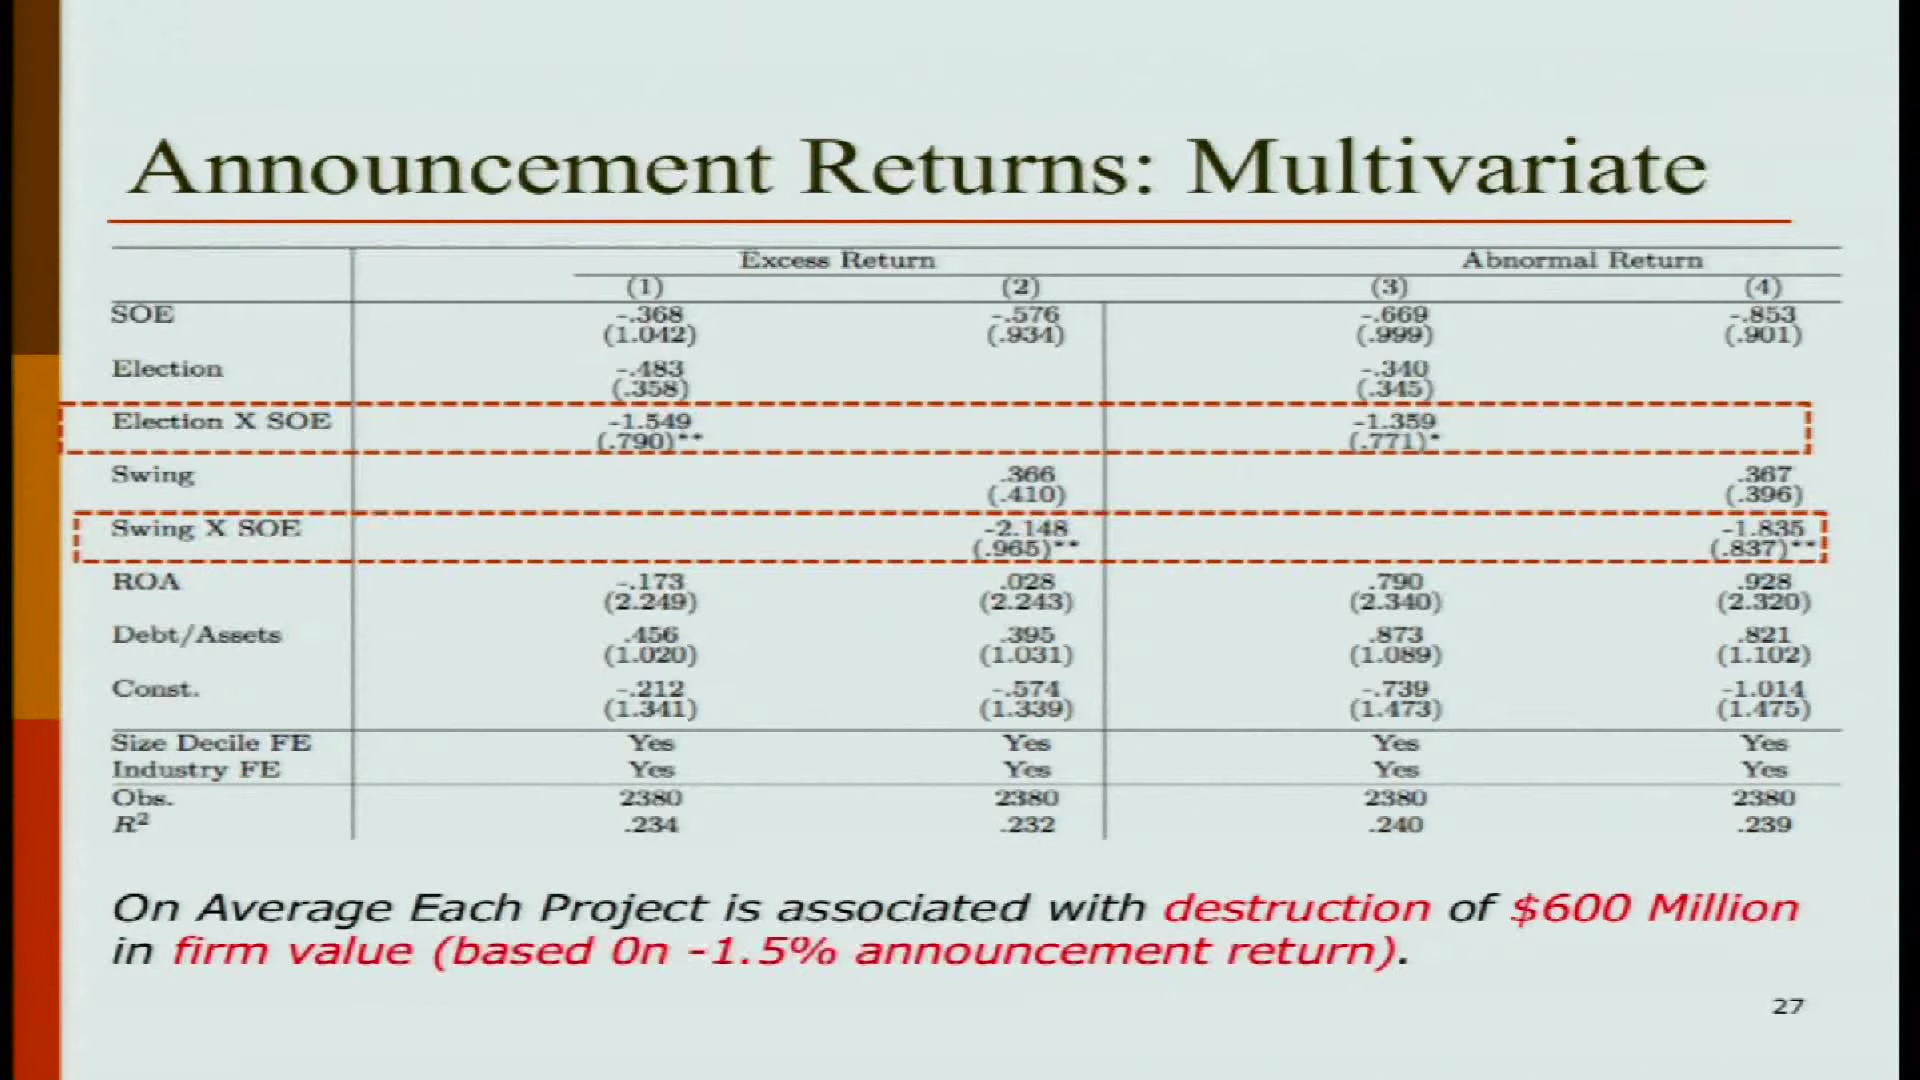 Announcement Returns: Multivariate
Excess Return Abnormal Return
(1) (2) (3) (4)
SOE -.368 -.576 -.669 -.853
(1.042) (.934) (.999) (.901)
Election -.483 -.340
(.358) (.345)
Election X SOE -1.549 -1.359
(.790)** (.771)*
Swing .366 .367
(.410) (.396)
Swing X SOE -2.148 -1.835
(.965)** (.837)**
ROA -.173 .028 .790 .928
(2.249) (2.243) (2.340) (2.320)
Debt/Assets .456 .395 .873 .821
(1.020) (1.031) (1.089) (1.102)
Const. -.212 -.574 -.739 -1.014
(1.341) (1.339) (1.473) (1.475)
Size Decile FE Yes Yes Yes Yes
Industry FE Yes Yes Yes Yes
Obs. 2380 2380 2380 2380
R² .234 .232 .240 .239
On Average Each Project is associated with destruction of $600 Million
in firm value (based 0n -1.5% announcement return).
27